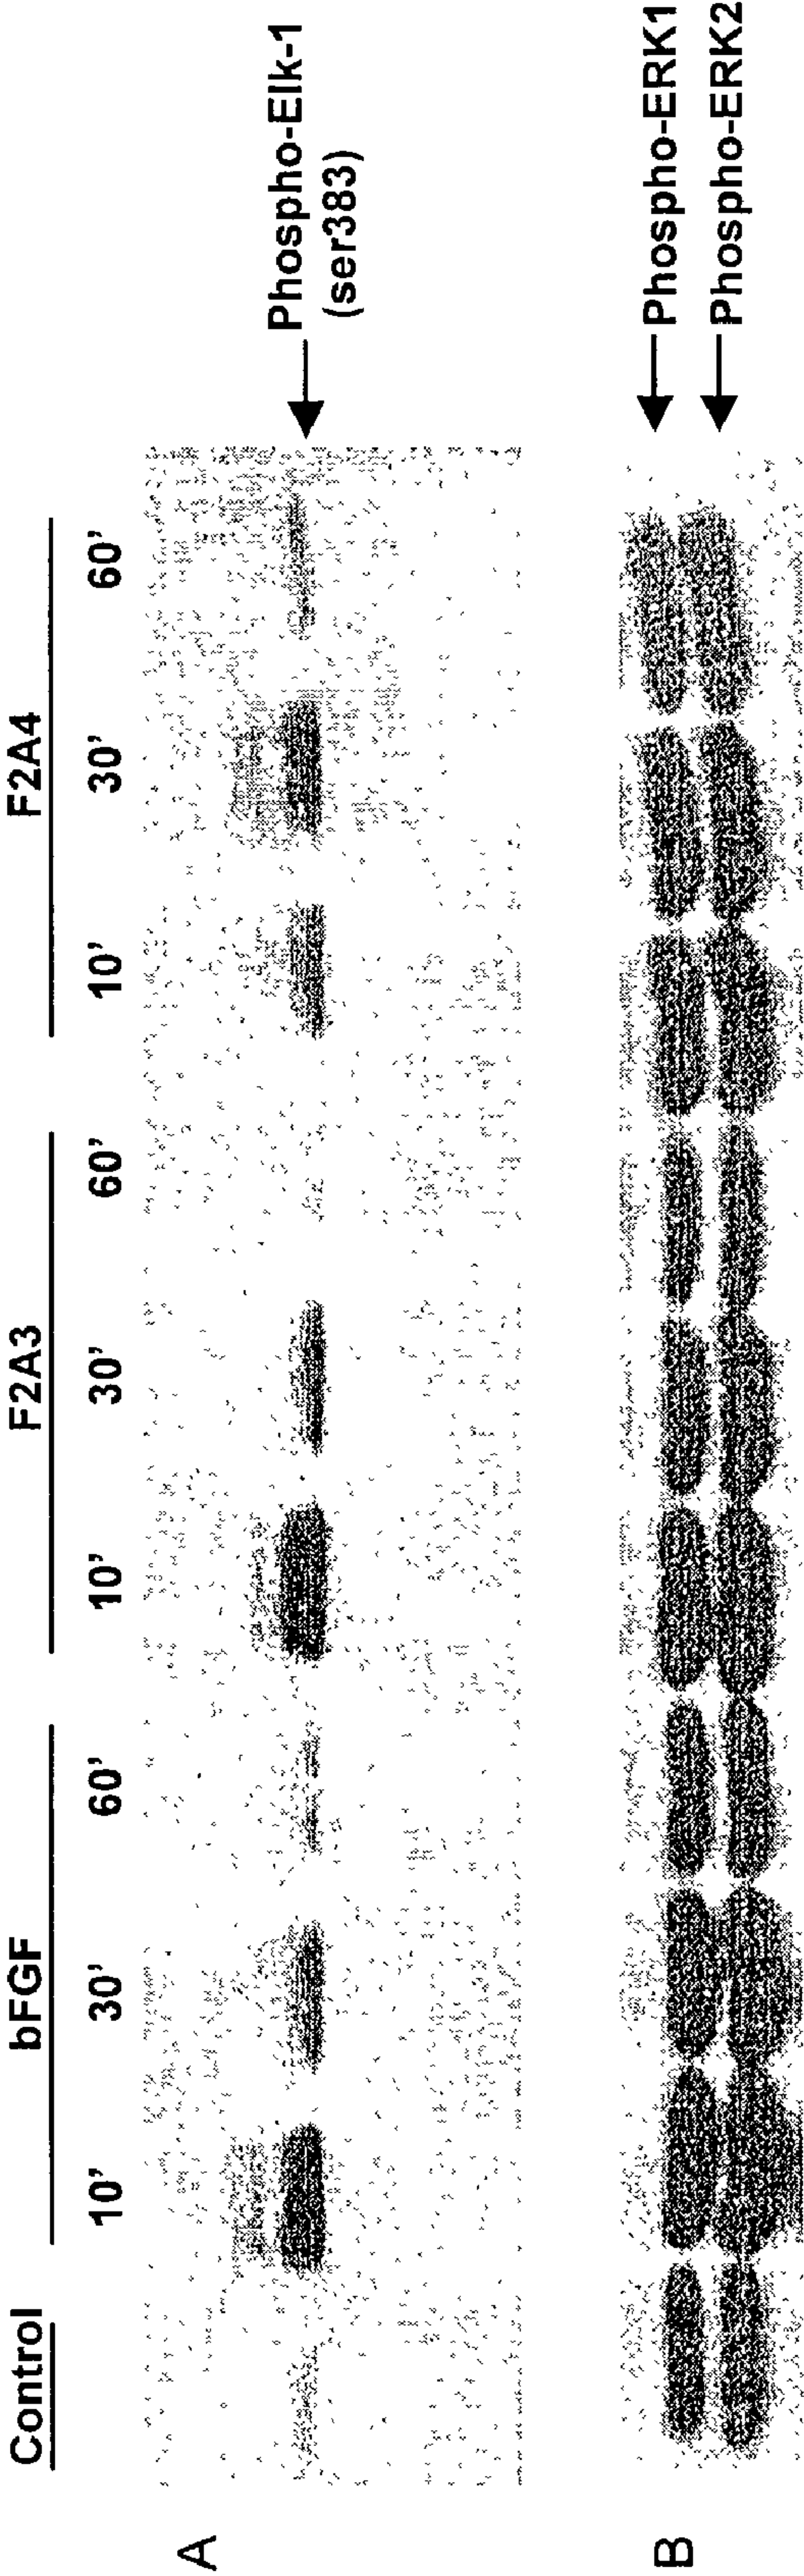 Control bFGF F2A3 F2A4
10' 30' 60' 10' 30' 60' 10' 30' 60'
A
Phospho-Elk-1
(ser383)
B
Phospho-ERK1
Phospho-ERK2